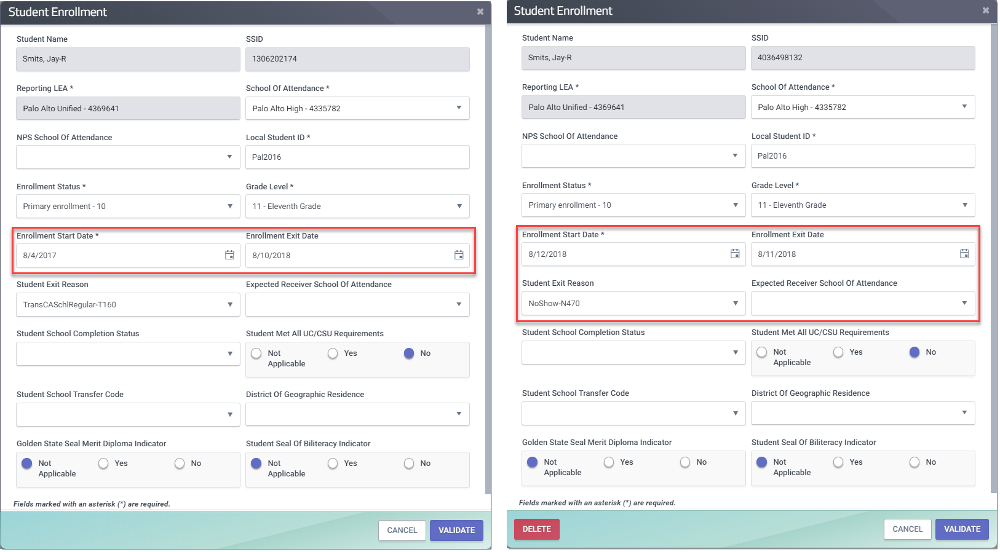 Student Enrollment
Student Name
SSID
Smits, Jay-R
1306202174
Reporting LEA *
School Of Attendance *
Palo Alto Unified - 4369641
Palo Alto High - 4335782
NPS School Of Attendance
Local Student ID *
Pal2016
Enrollment Status *
Grade Level *
Primary enrollment - 10
11 - Eleventh Grade
Enrollment Start Date *
Enrollment Exit Date
8/4/2017
8/10/2018
Student Exit Reason
Expected Receiver School Of Attendance
TransCASchlRegular-T160
Student School Completion Status
Student Met All UC/CSU Requirements
Not Applicable
Yes
No
Student School Transfer Code
District Of Geographic Residence
Golden State Seal Merit Diploma Indicator
Student Seal Of Biliteracy Indicator
Not Applicable
Yes
No
Not Applicable
Yes
No
Fields marked with an asterisk (*) are required.
CANCEL
VALIDATE
Student Enrollment
Student Name
SSID
Smits, Jay-R
4036498132
Reporting LEA *
School Of Attendance *
Palo Alto Unified - 4369641
Palo Alto High - 4335782
NPS School Of Attendance
Local Student ID *
Pal2016
Enrollment Status *
Grade Level *
Primary enrollment - 10
11 - Eleventh Grade
Enrollment Start Date *
Enrollment Exit Date
8/12/2018
8/11/2018
Student Exit Reason
Expected Receiver School Of Attendance
NoShow-N470
Student School Completion Status
Student Met All UC/CSU Requirements
Not Applicable
Yes
No
Student School Transfer Code
District Of Geographic Residence
Golden State Seal Merit Diploma Indicator
Student Seal Of Biliteracy Indicator
Not Applicable
Yes
No
Not Applicable
Yes
No
Fields marked with an asterisk (*) are required.
DELETE
CANCEL
VALIDATE